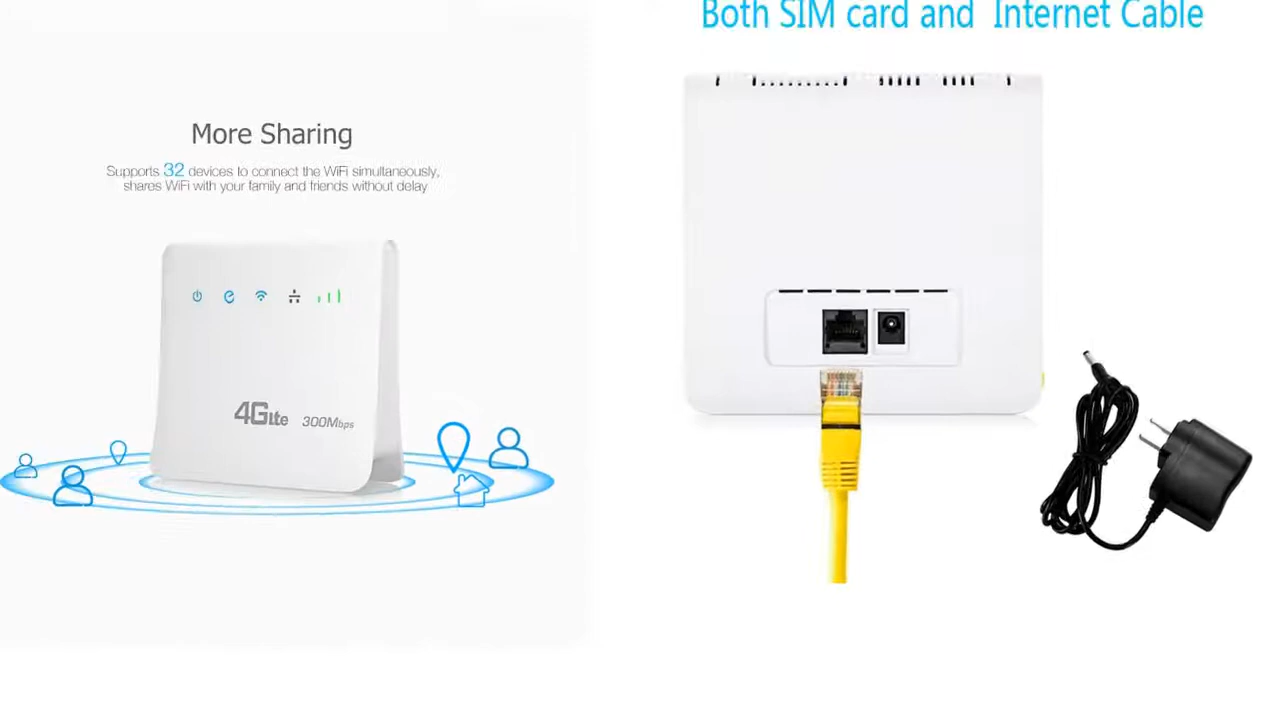 More Sharing
Supports 32 devices to connect the WiFi simultaneously,
shares WiFi with your family and friends without delay
4Glte 300Mbps
Both SIM card and Internet Cable